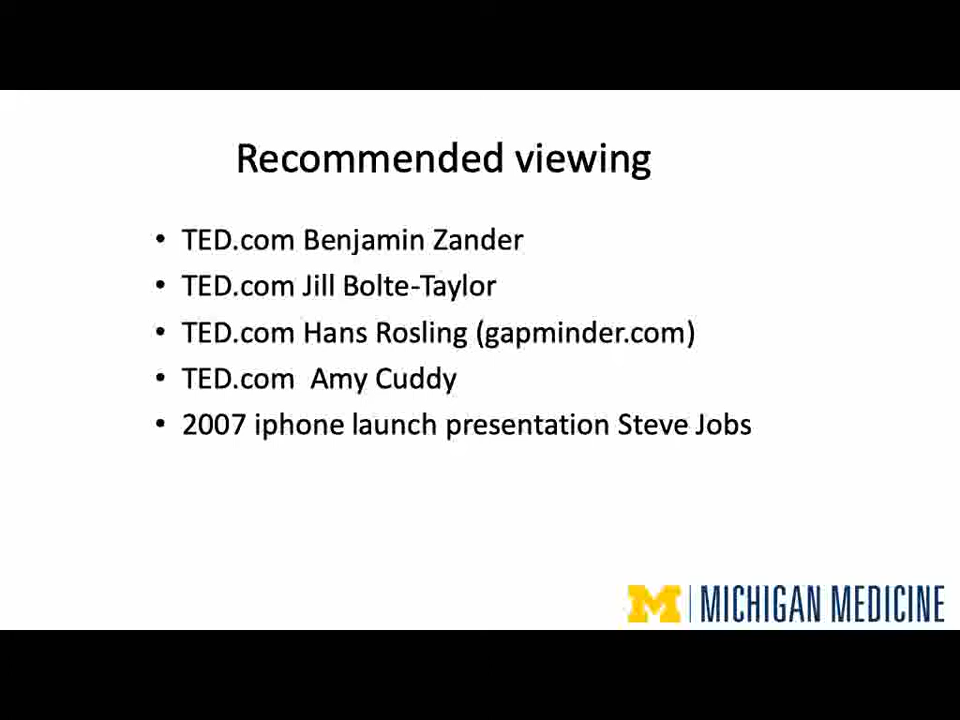 Recommended viewing
• TED.com Benjamin Zander
• TED.com Jill Bolte-Taylor
• TED.com Hans Rosling (gapminder.com)
• TED.com  Amy Cuddy
• 2007 iphone launch presentation Steve Jobs
M | MICHIGAN MEDICINE